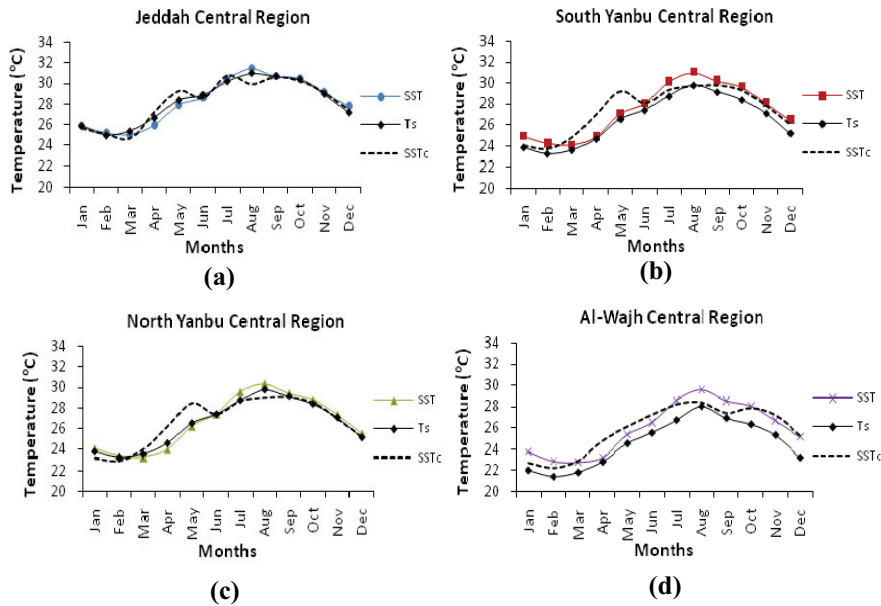 Jeddah Central Region
Temperature (°C)
34
32
30
28
26
24
22
20
Jan
Feb
Mar
Apr
May
Jun
Jul
Aug
Sep
Oct
Nov
Dec
Months
SST
Ts
SSTc
(a)
South Yanbu Central Region
Temperature (°C)
34
32
30
28
26
24
22
20
Jan
Feb
Mar
Apr
May
Jun
Jul
Aug
Sep
Oct
Nov
Dec
Months
SST
Ts
SSTc
(b)
North Yanbu Central Region
Temperature (°C)
34
32
30
28
26
24
22
20
Jan
Feb
Mar
Apr
May
Jun
Jul
Aug
Sep
Oct
Nov
Dec
Months
SST
Ts
SSTc
(c)
Al-Wajh Central Region
Temperature (°C)
34
32
30
28
26
24
22
20
Jan
Feb
Mar
Apr
May
Jun
Jul
Aug
Sep
Oct
Nov
Dec
Months
SST
Ts
SSTc
(d)